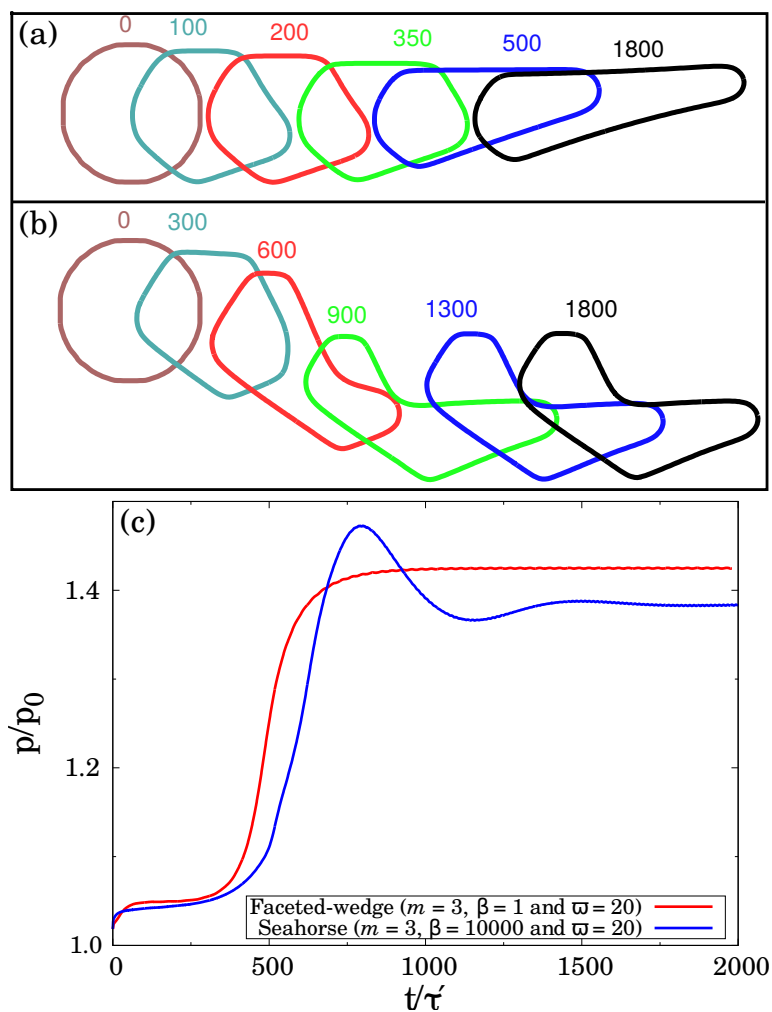 (a)
0 100 200 350 500 1800
(b)
0 300 600 900 1300 1800
(c)
p/p₀
1.4
1.2
1.0
Faceted-wedge (m = 3, β = 1 and ϖ = 20)
Seahorse (m = 3, β = 10000 and ϖ = 20)
0 500 1000 1500 2000
t/τ′